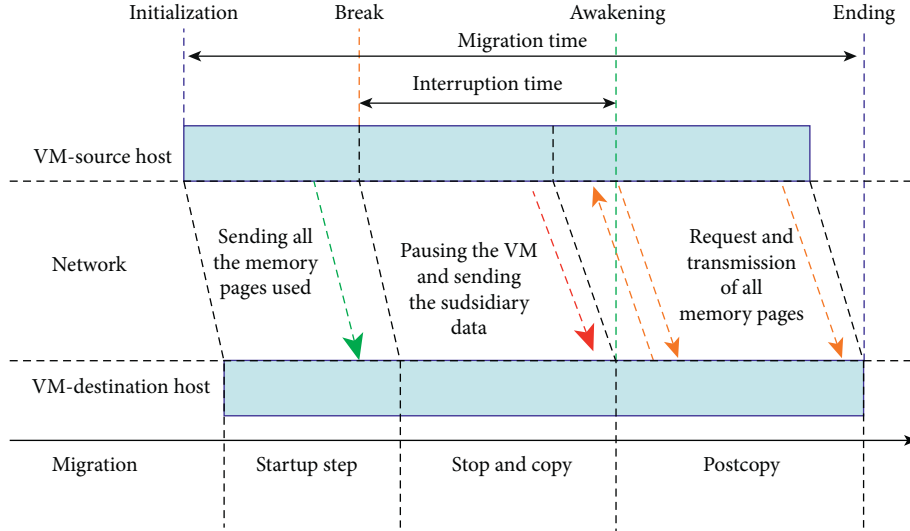 Initialization
Break
Awakening
Ending
Migration time
Interruption time
VM-source host
Network
Sending all
the memory
pages used
Pausing the VM
and sending
the sudsidiary
data
Request and
transmission
of all
memory pages
VM-destination host
Migration
Startup step
Stop and copy
Postcopy